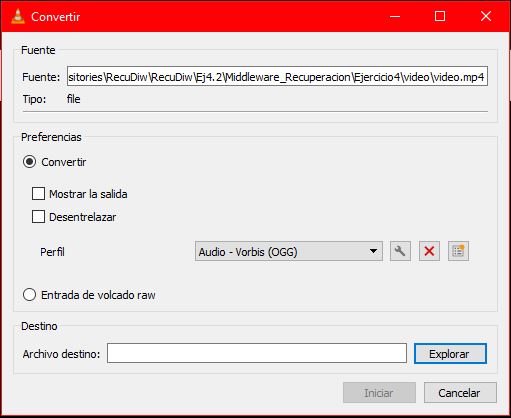 Convertir
Fuente
Fuente: sitories\RecuDiw\RecuDiw\Ej4.2\Middleware_Recuperacion\Ejercicio4\video\video.mp4
Tipo: file
Preferencias
Convertir
Mostrar la salida
Desentrelazar
Perfil Audio - Vorbis (OGG)
Entrada de volcado raw
Destino
Archivo destino: Explorar
Iniciar Cancelar